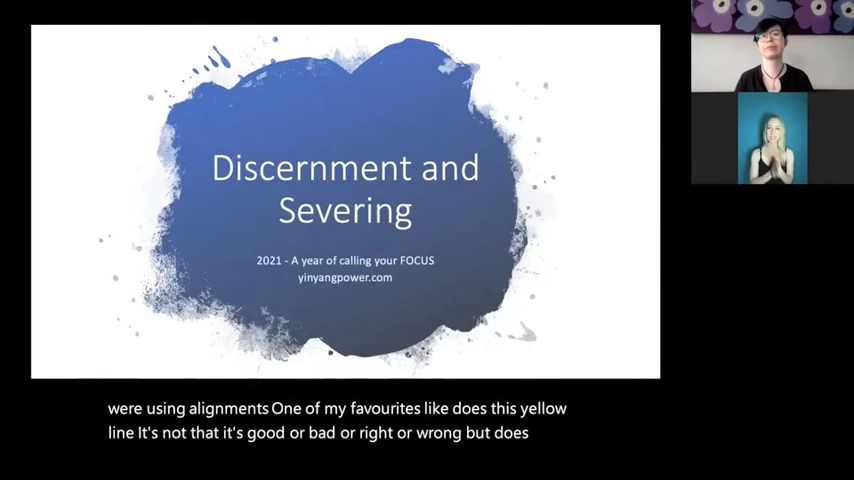 Discernment and
Severing
2021 - A year of calling your FOCUS
yinyangpower.com
were using alignments One of my favourites like does this yellow
line It's not that it's good or bad or right or wrong but does